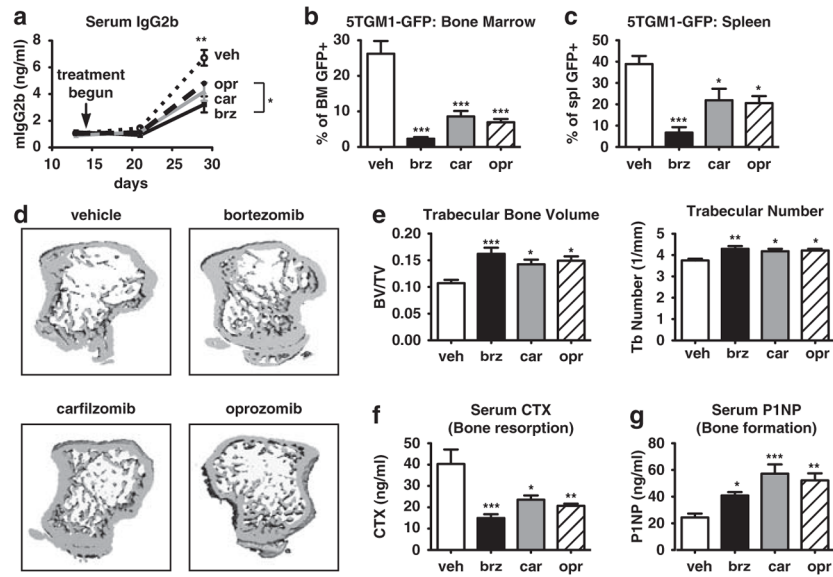 a
Serum IgG2b
mIgG2b (ng/ml)
8
6
4
2
0
10 15 20 25 30
days
treatment
begun
**
veh
opr
car
brz
*
b
5TGM1-GFP: Bone Marrow
% of BM GFP+
30
20
10
0
***
***
***
veh brz car opr
c
5TGM1-GFP: Spleen
% of spl GFP+
50
40
30
20
10
0
***
*
*
veh brz car opr
d
vehicle
bortezomib
carfilzomib
oprozomib
e
Trabecular Bone Volume
BV/TV
0.20
0.15
0.10
0.05
0.00
***
*
*
veh brz car opr
Trabecular Number
Tb Number (1/mm)
5
4
3
2
1
0
**
*
*
veh brz car opr
f
Serum CTX
(Bone resorption)
CTX (ng/ml)
50
40
30
20
10
0
***
*
**
veh brz car opr
g
Serum P1NP
(Bone formation)
P1NP (ng/ml)
80
60
40
20
0
*
***
**
veh brz car opr